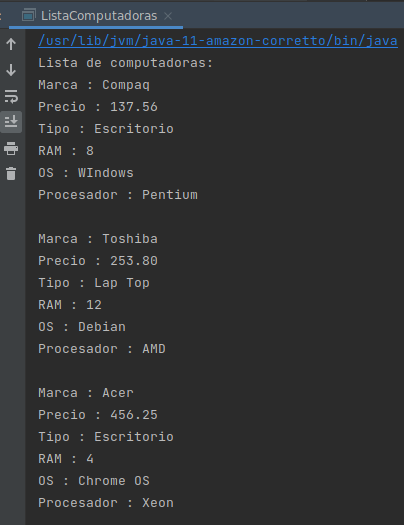 ListaComputadoras
/usr/lib/jvm/java-11-amazon-corretto/bin/java
Lista de computadoras:
Marca : Compaq
Precio : 137.56
Tipo : Escritorio
RAM : 8
OS : WIndows
Procesador : Pentium
Marca : Toshiba
Precio : 253.80
Tipo : Lap Top
RAM : 12
OS : Debian
Procesador : AMD
Marca : Acer
Precio : 456.25
Tipo : Escritorio
RAM : 4
OS : Chrome OS
Procesador : Xeon